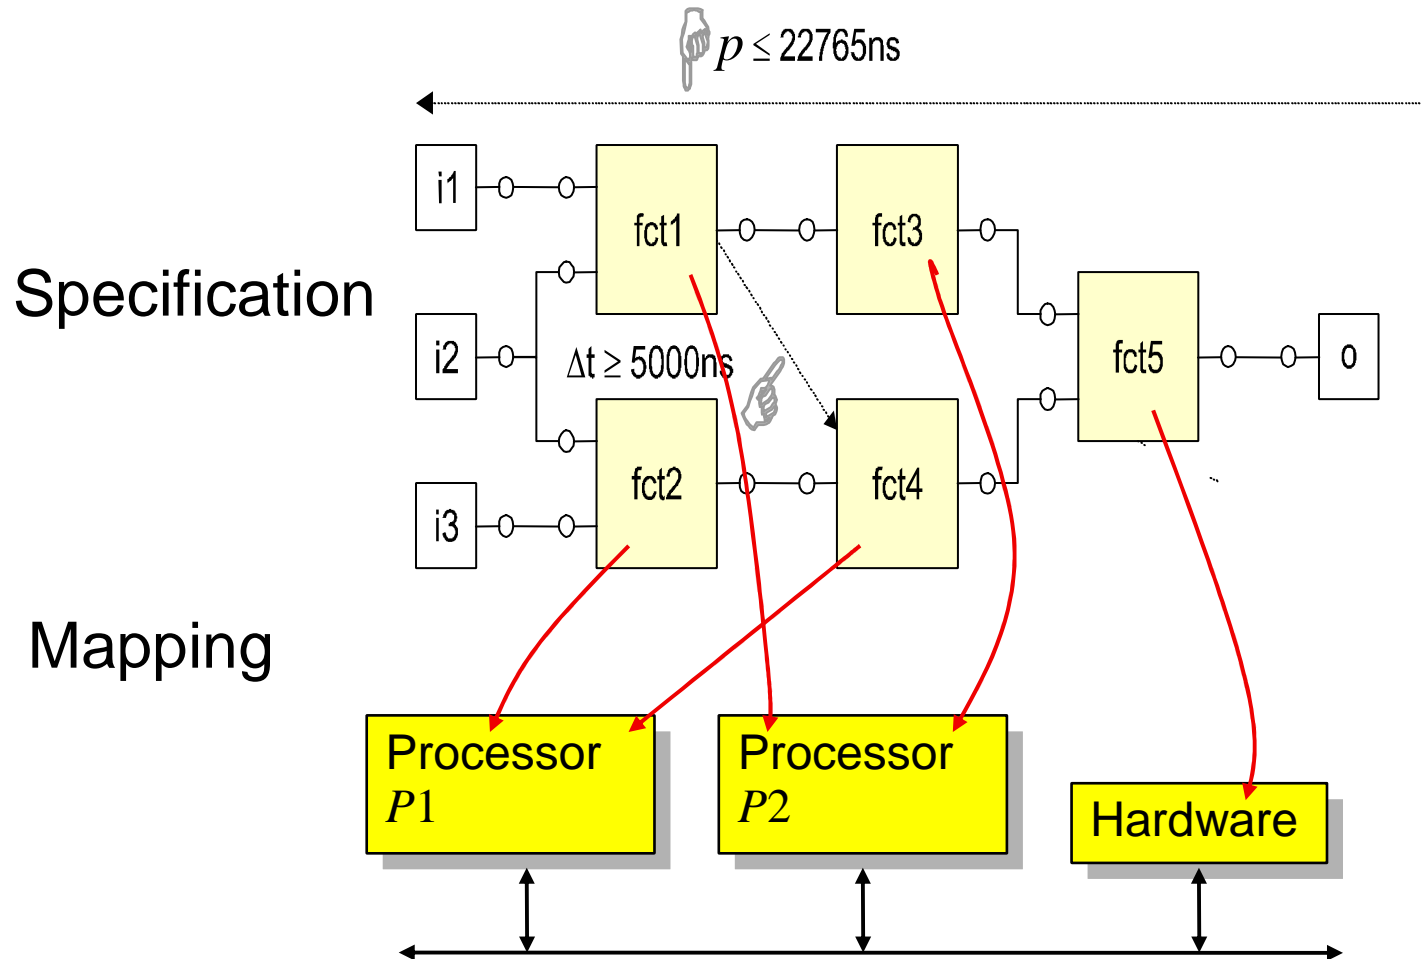 p ≤ 22765ns
i1
fct1
fct3
Specification
i2
Δt ≥ 5000ns
fct5
o
fct2
fct4
i3
Mapping
Processor
P1
Processor
P2
Hardware